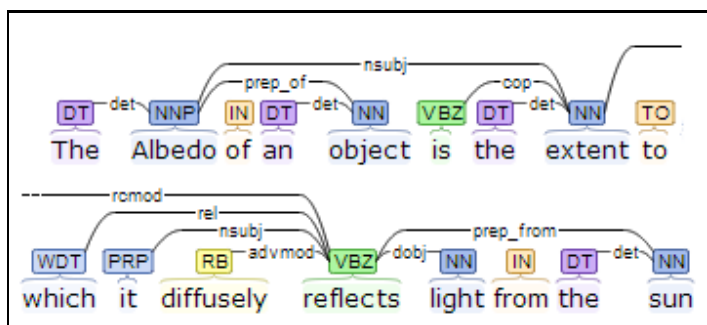 nsubj
prep_of cop
DT det NNP IN DT det NN VBZ DT det NN TO
The Albedo of an object is the extent to
rcmod
rel
nsubj prep_from
WDT PRP RB advmod VBZ dobj NN IN DT det NN
which it diffusely reflects light from the sun